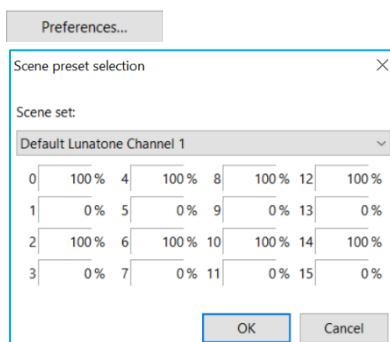 Preferences...
Scene preset selection
Scene set:
Default Lunatone Channel 1
0 100 % 4 100 % 8 100 % 12 100 %
1 0 % 5 0 % 9 0 % 13 0 %
2 100 % 6 100 % 10 100 % 14 100 %
3 0 % 7 0 % 11 0 % 15 0 %
OK Cancel